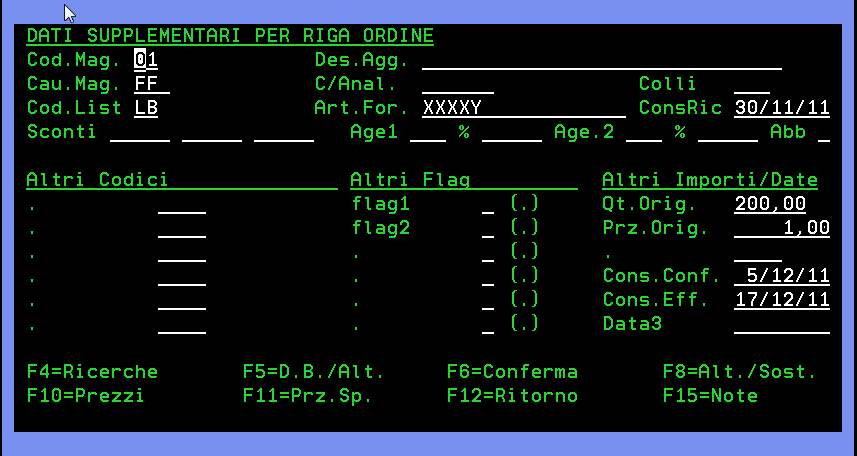 DATI SUPPLEMENTARI PER RIGA ORDINE
Cod.Mag. 01 Des.Agg.
Cau.Mag. FF C/Anal. Colli
Cod.List LB Art.For. XXXXY ConsRic 30/11/11
Sconti Age1 % Age.2 % Abb
Altri Codici Altri Flag Altri Importi/Date
. flag1 (.) Qt.Orig. 200,00
. flag2 (.) Prz.Orig. 1,00
. . (.) .
. . (.) Cons.Conf. 5/12/11
. . (.) Cons.Eff. 17/12/11
. . (.) Data3
F4=Ricerche F5=D.B./Alt. F6=Conferma F8=Alt./Sost.
F10=Prezzi F11=Prz.Sp. F12=Ritorno F15=Note